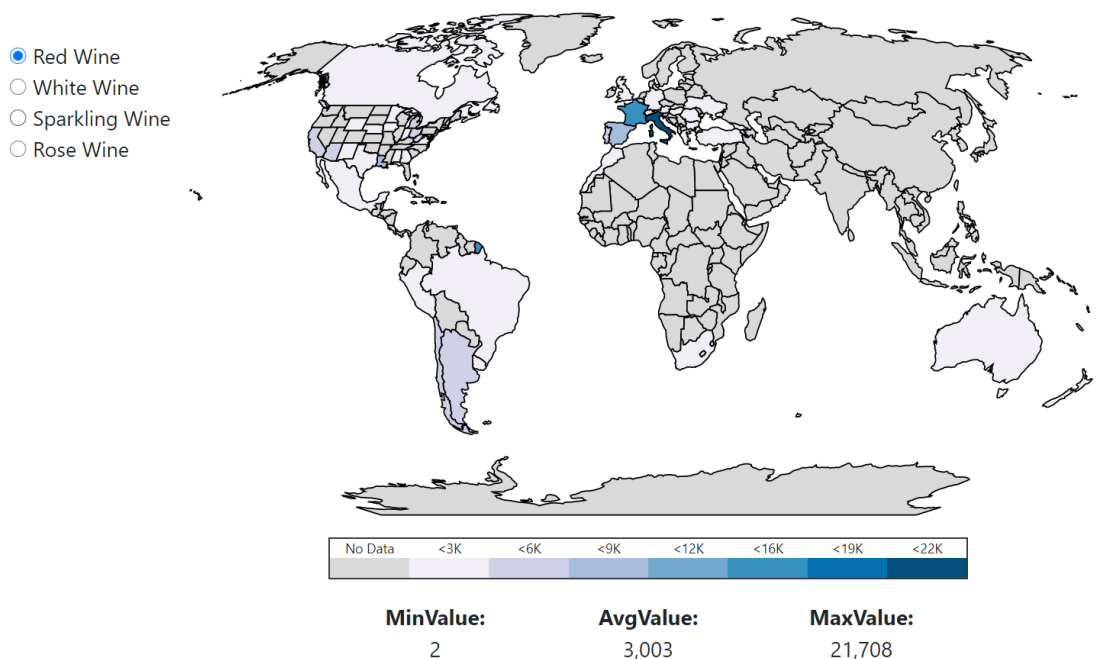 Red Wine
White Wine
Sparkling Wine
Rose Wine
No Data <3K <6K <9K <12K <16K <19K <22K
MinValue: AvgValue: MaxValue:
2 3,003 21,708